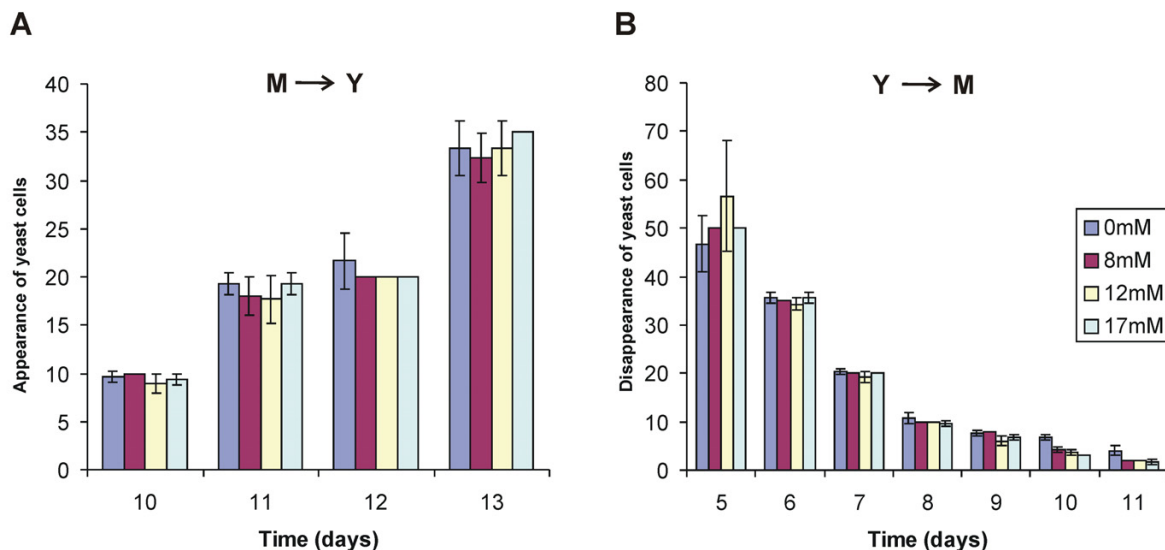 A
M → Y
Appearance of yeast cells
40
35
30
25
20
15
10
5
0
10 11 12 13
Time (days)
B
Y → M
Disappearance of yeast cells
80
70
60
50
40
30
20
10
0
5 6 7 8 9 10 11
Time (days)
0mM
8mM
12mM
17mM